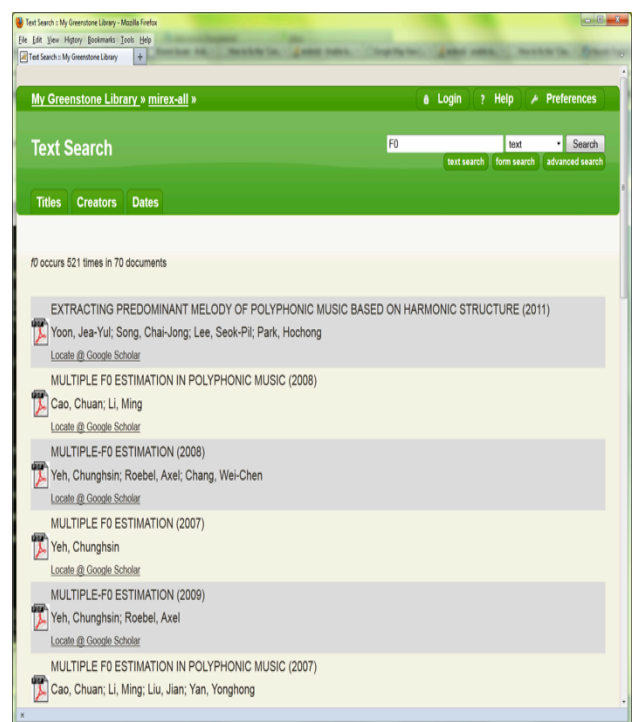 Text Search :: My Greenstone Library - Mozilla Firefox
File Edit View History Bookmarks Tools Help
Text Search :: My Greenstone Library +
My Greenstone Library » mirex-all »
Login ? Help Preferences
Text Search
F0 text Search
text search form search advanced search
Titles Creators Dates
f0 occurs 521 times in 70 documents
EXTRACTING PREDOMINANT MELODY OF POLYPHONIC MUSIC BASED ON HARMONIC STRUCTURE (2011)
Yoon, Jea-Yul; Song, Chai-Jong; Lee, Seok-Pil; Park, Hochong
Locate @ Google Scholar
MULTIPLE F0 ESTIMATION IN POLYPHONIC MUSIC (2008)
Cao, Chuan; Li, Ming
Locate @ Google Scholar
MULTIPLE-F0 ESTIMATION (2008)
Yeh, Chunghsin; Roebel, Axel; Chang, Wei-Chen
Locate @ Google Scholar
MULTIPLE F0 ESTIMATION (2007)
Yeh, Chunghsin
Locate @ Google Scholar
MULTIPLE-F0 ESTIMATION (2009)
Yeh, Chunghsin; Roebel, Axel
Locate @ Google Scholar
MULTIPLE F0 ESTIMATION IN POLYPHONIC MUSIC (2007)
Cao, Chuan; Li, Ming; Liu, Jian; Yan, Yonghong
x